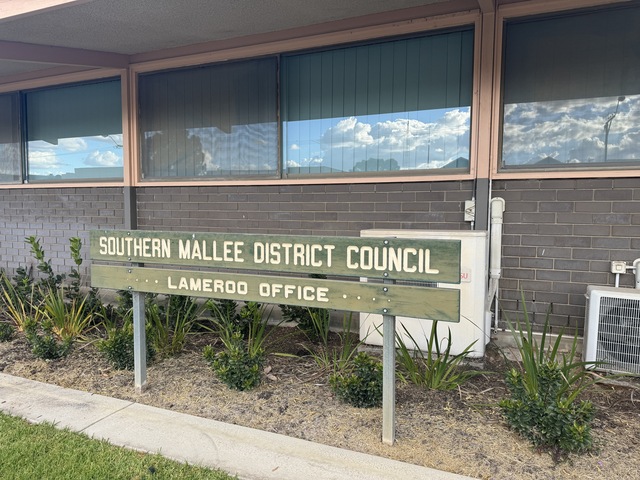 SOUTHERN MALLEE DISTRICT COUNCIL
· · · LAMEROO OFFICE · · ·